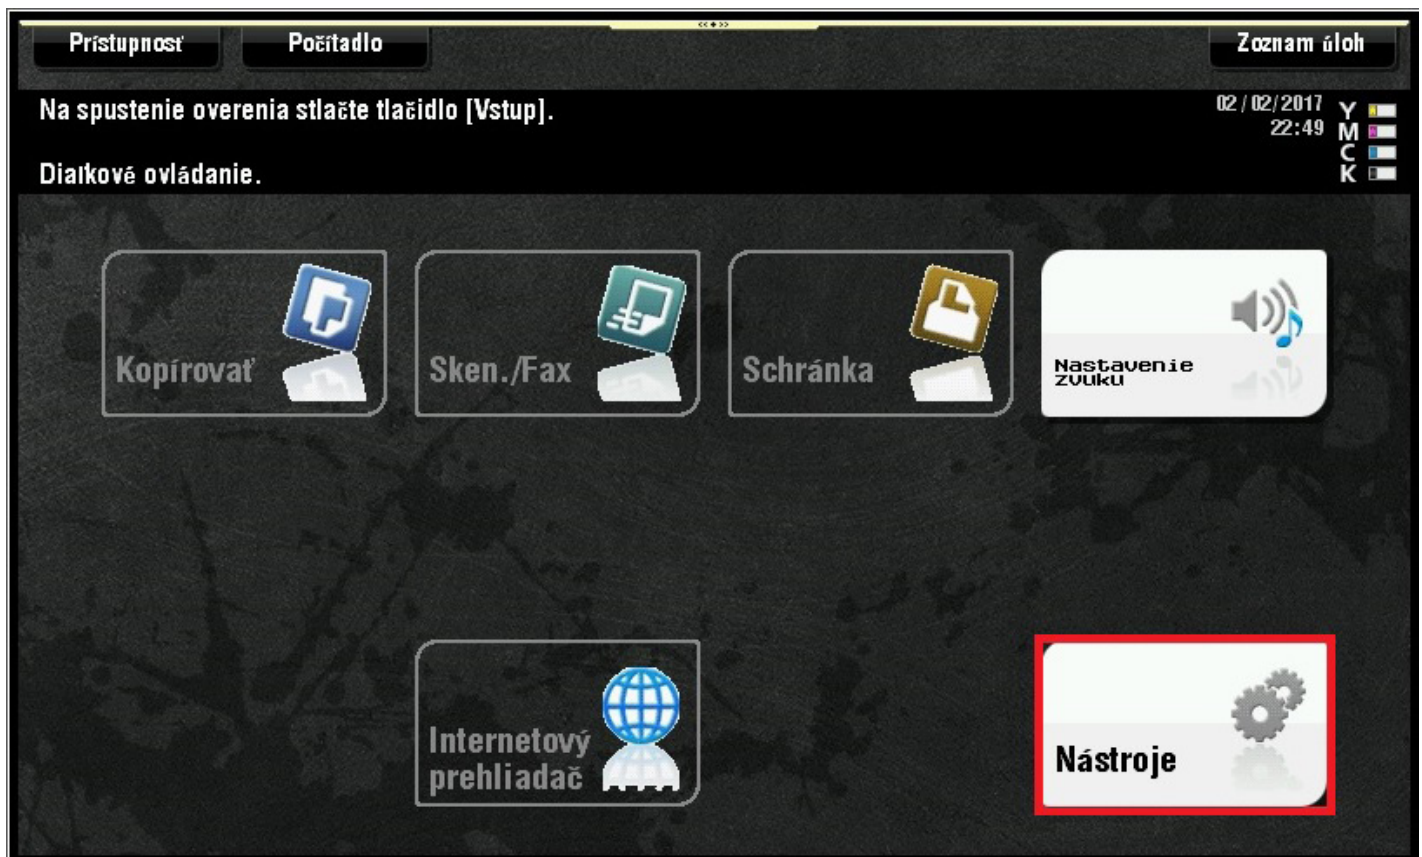 Prístupnosť Počítadlo Zoznam úloh
Na spustenie overenia stlačte tlačidlo [Vstup].
02/02/2017
22:49
Y
M
C
K
Diaľkové ovládanie.
Kopírovať
Sken./Fax
Schránka
Nastavenie
zvuku
Internetový
prehliadač
Nástroje